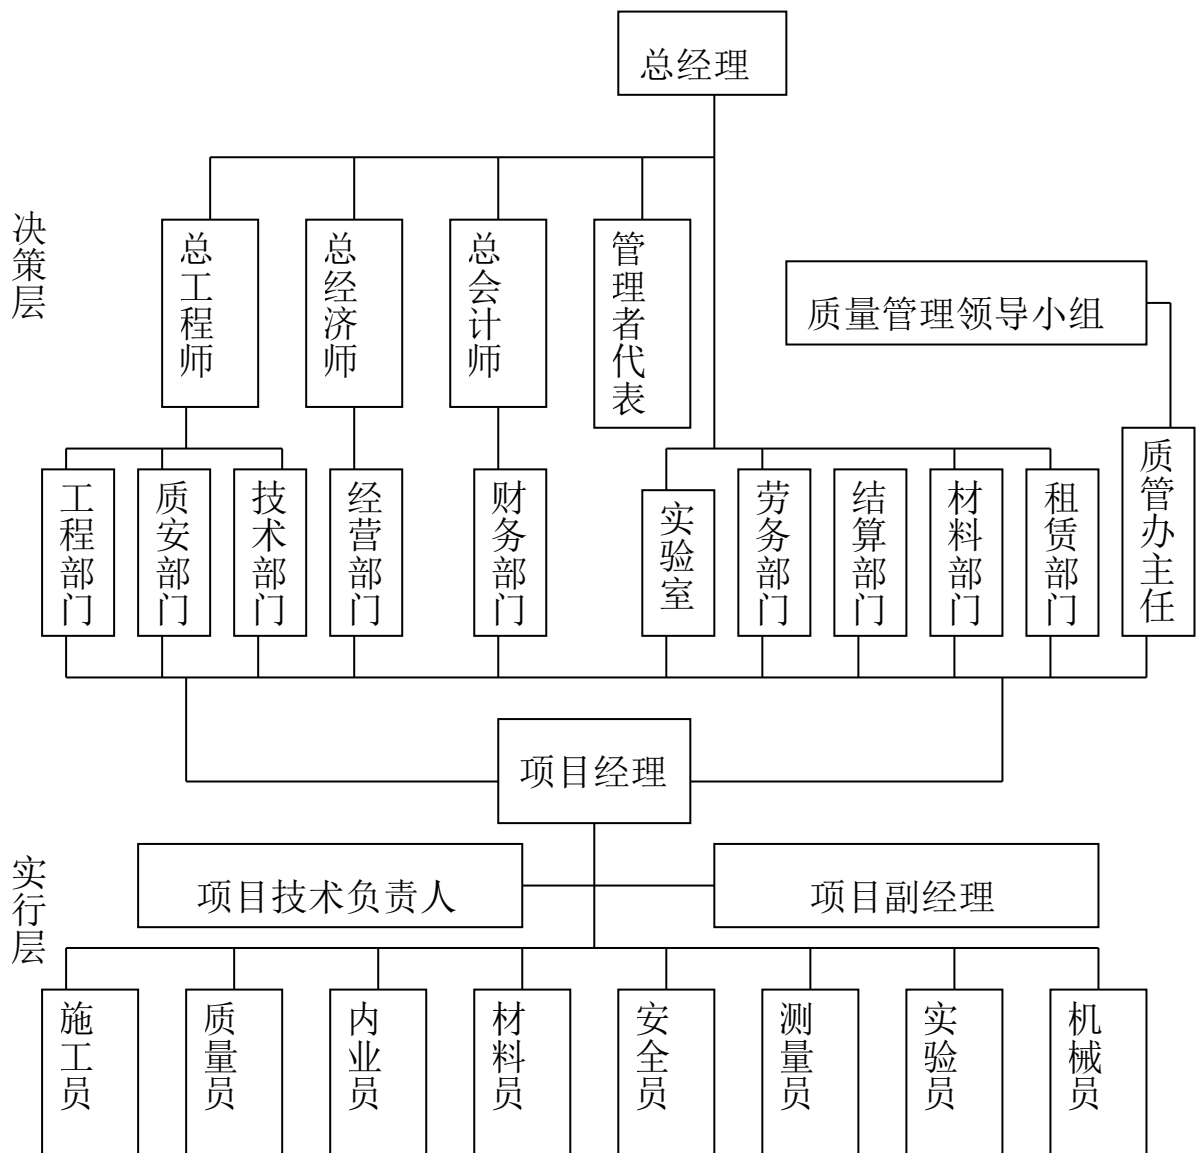 总经理
决策层
总工程师
总经济师
总会计师
管理者代表
质量管理领导小组
工程部门
质安部门
技术部门
经营部门
财务部门
实验室
劳务部门
结算部门
材料部门
租赁部门
质管办主任
项目经理
实行层
项目技术负责人
项目副经理
施工员
质量员
内业员
材料员
安全员
测量员
实验员
机械员